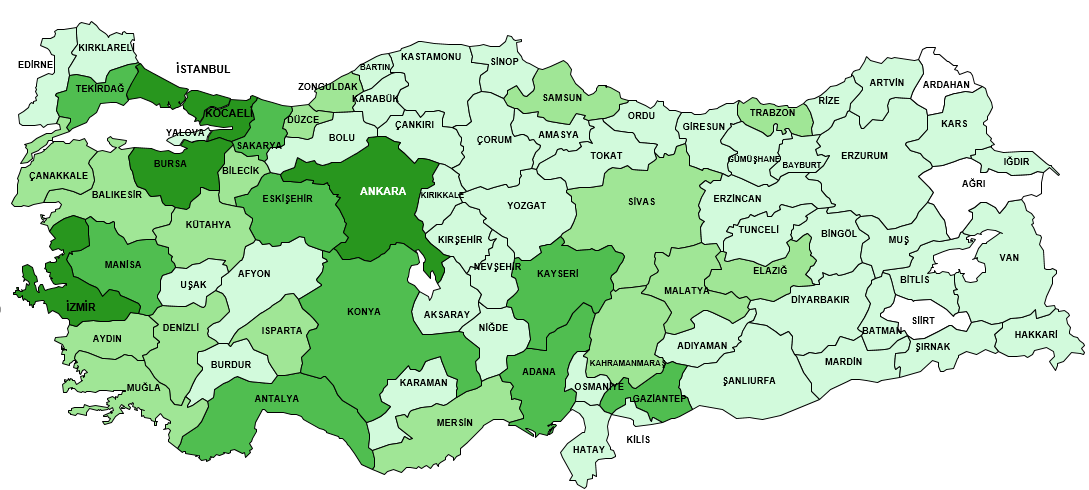 KIRKLARELİ
EDİRNE
TEKİRDAĞ
İSTANBUL
KOCAELİ
YALOVA
SAKARYA
DÜZCE
ZONGULDAK
BARTIN
KARABÜK
KASTAMONU
SİNOP
SAMSUN
ÇANKIRI
BOLU
ÇORUM
AMASYA
ORDU
TOKAT
GİRESUN
TRABZON
RİZE
ARTVİN
ARDAHAN
KARS
IĞDIR
AĞRI
ERZURUM
BAYBURT
GÜMÜŞHANE
ERZİNCAN
ÇANAKKALE
BALIKESİR
BURSA
BİLECİK
ESKİŞEHİR
KÜTAHYA
ANKARA
KIRIKKALE
YOZGAT
SİVAS
TUNCELİ
BİNGÖL
MUŞ
VAN
BİTLİS
MANİSA
UŞAK
AFYON
KIRŞEHİR
NEVŞEHİR
KAYSERİ
MALATYA
ELAZIĞ
DİYARBAKIR
BATMAN
SİİRT
ŞIRNAK
HAKKARİ
İZMİR
AYDIN
DENİZLİ
ISPARTA
KONYA
AKSARAY
NİĞDE
KAHRAMANMARAŞ
ADIYAMAN
MARDİN
ŞANLIURFA
MUĞLA
BURDUR
ANTALYA
KARAMAN
MERSİN
ADANA
OSMANİYE
GAZİANTEP
KİLİS
HATAY